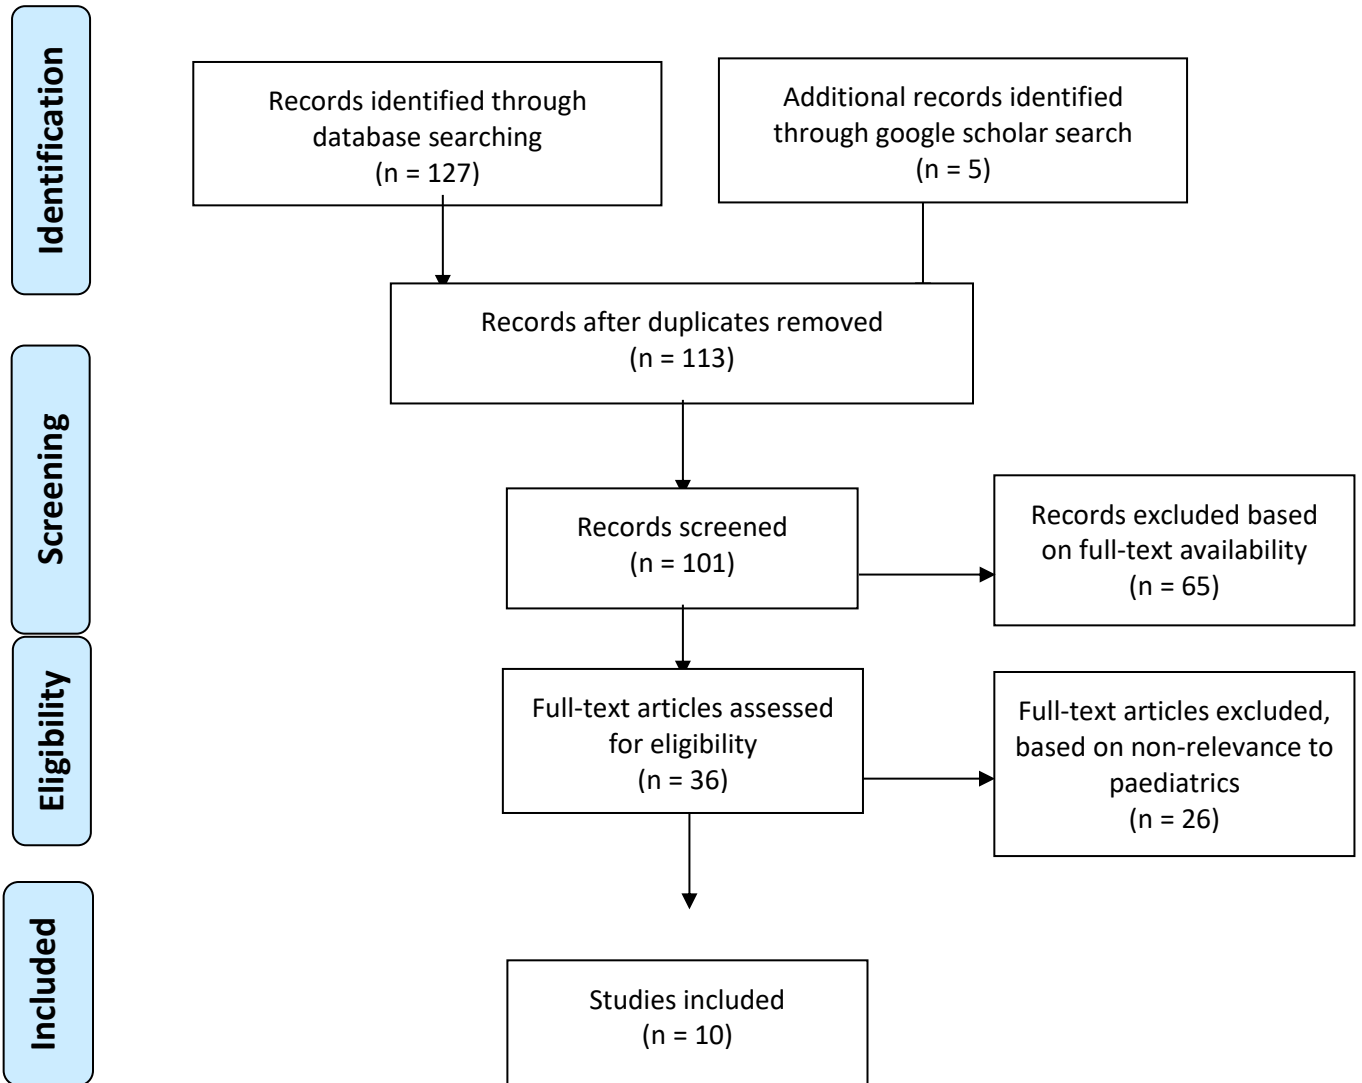 Identification
Records identified through
database searching
(n = 127)
Additional records identified
through google scholar search
(n = 5)
Records after duplicates removed
(n = 113)
Screening
Records screened
(n = 101)
Records excluded based
on full-text availability
(n = 65)
Eligibility
Full-text articles assessed
for eligibility
(n = 36)
Full-text articles excluded,
based on non-relevance to
paediatrics
(n = 26)
Included
Studies included
(n = 10)